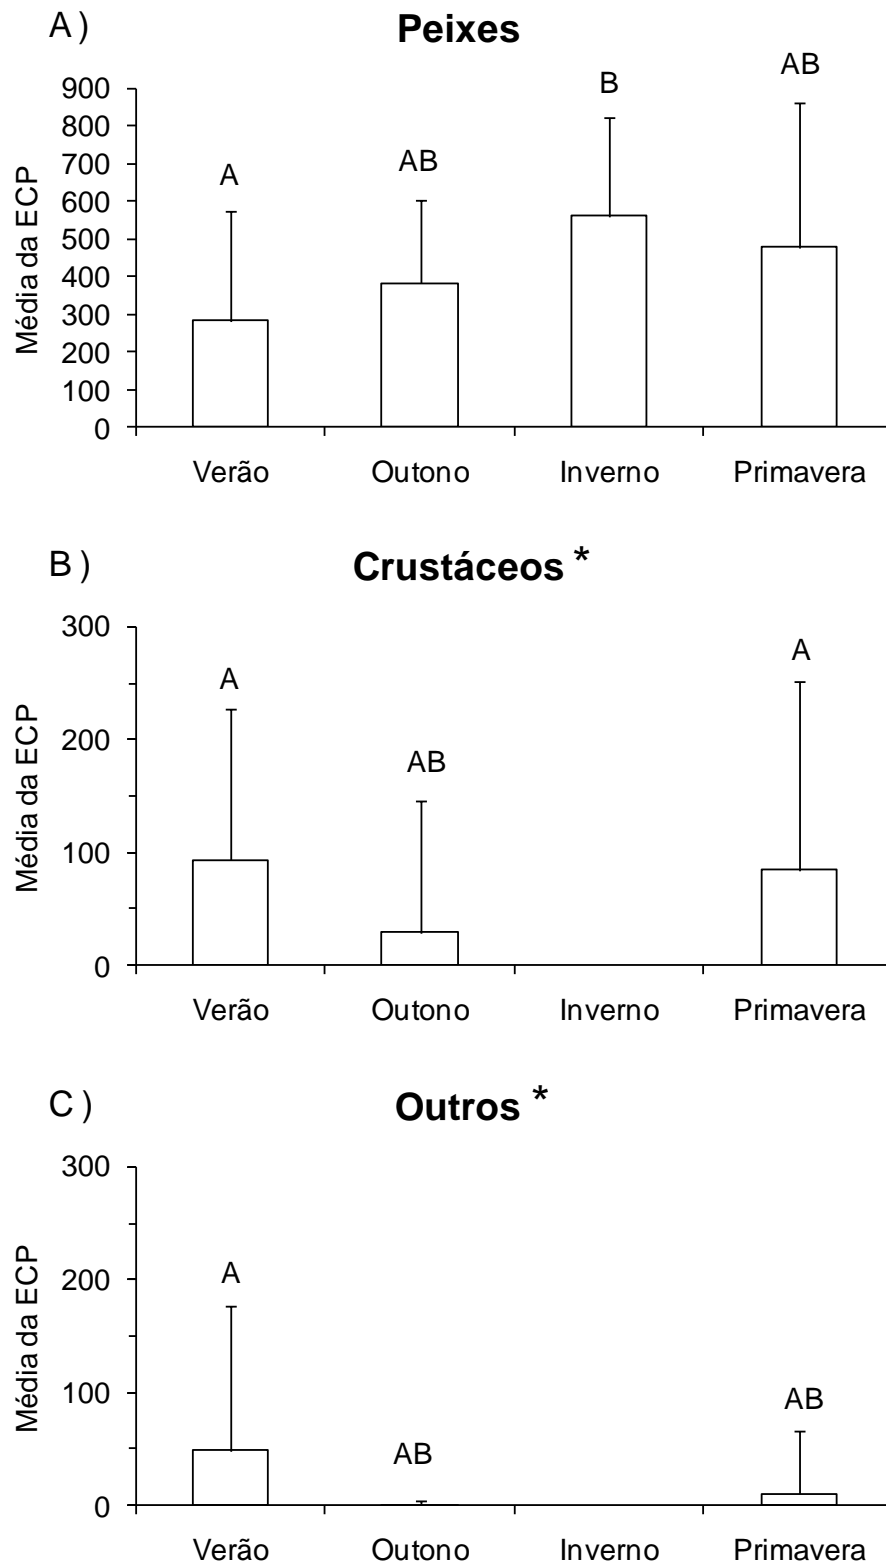 A)
Peixes
Média da ECP
900
800
700
600
500
400
300
200
100
0
A
AB
B
AB
Verão Outono Inverno Primavera
B)
Crustáceos *
Média da ECP
300
200
100
0
A
AB
A
Verão Outono Inverno Primavera
C)
Outros *
Média da ECP
300
200
100
0
A
AB
AB
Verão Outono Inverno Primavera